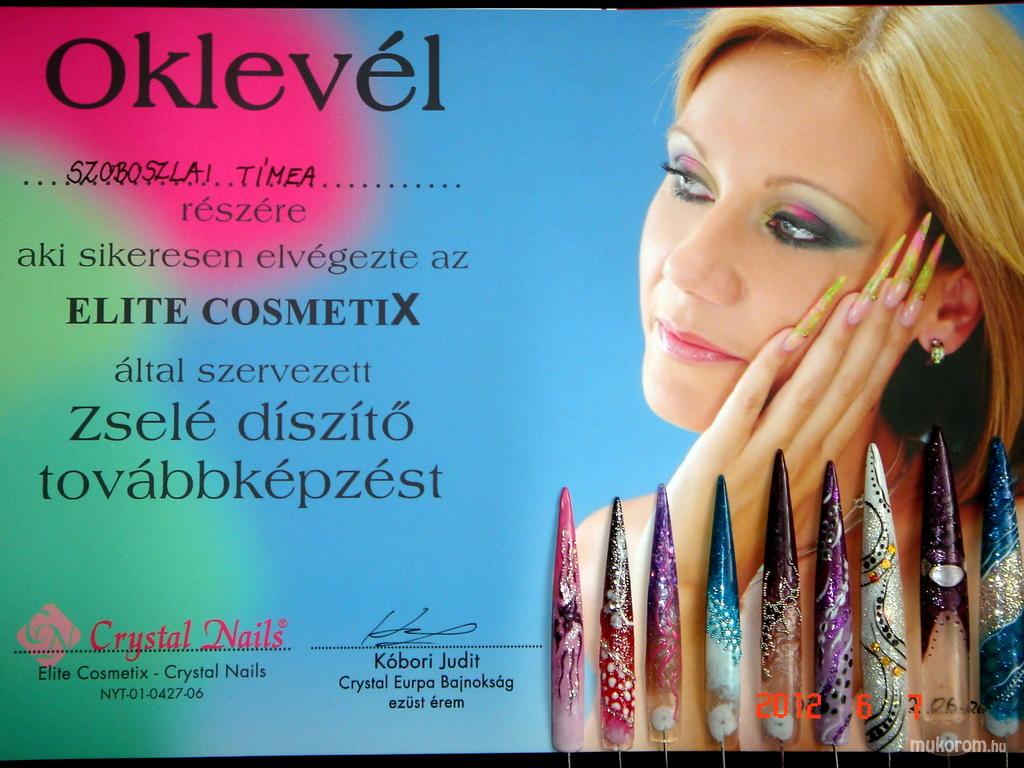 Oklevél
SZOBOSZLAI TÍMEA
részére
aki sikeresen elvégezte az
ELITE COSMETIX
által szervezett
Zselé díszítő
továbbképzést
Crystal Nails®
Elite Cosmetix - Crystal Nails
NYT-01-0427-06
Kóbori Judit
Crystal Eurpa Bajnokság
ezüst érem
2012 6 7
mukorom.hu